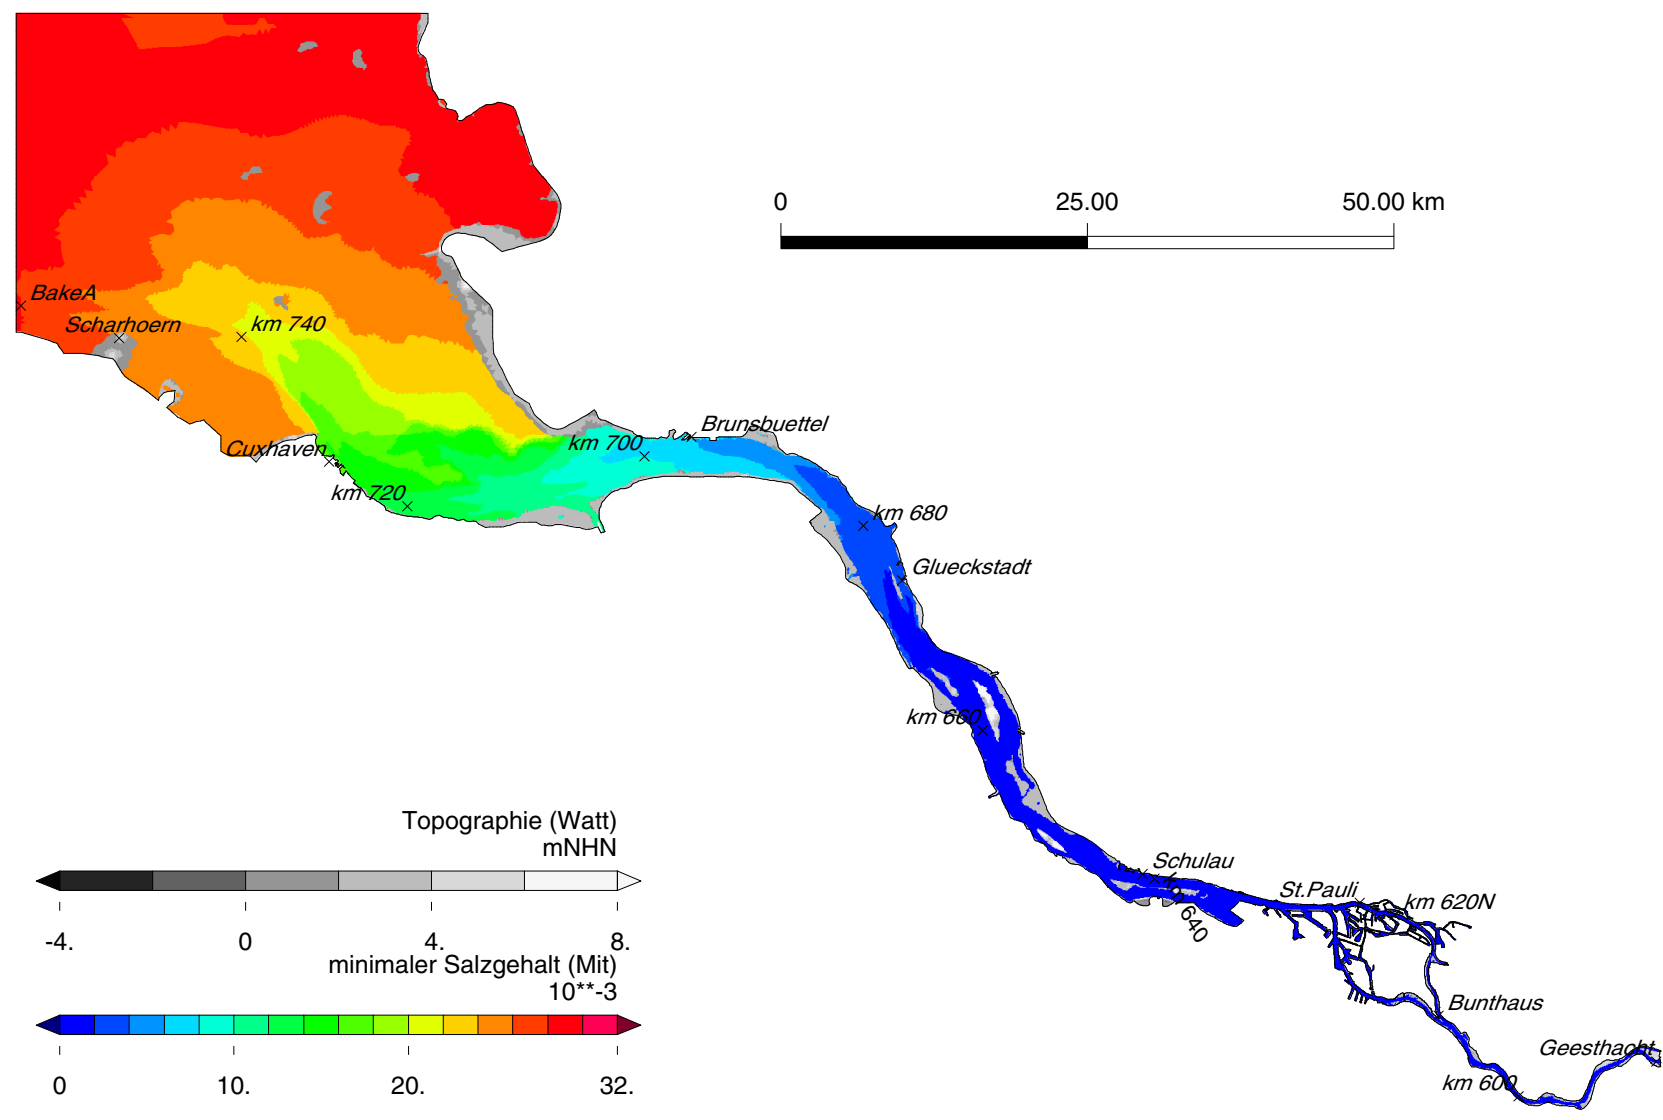 0 25.00 50.00 km
BakeA
Scharhoern
km 740
Cuxhaven
km 720
km 700
Brunsbuettel
km 680
Glueckstadt
km 660
Schulau
km 640
St.Pauli
km 620N
Bunthaus
Geesthacht
km 600
Topographie (Watt)
mNHN
-4. 0 4. 8.
minimaler Salzgehalt (Mit)
10**-3
0 10. 20. 32.